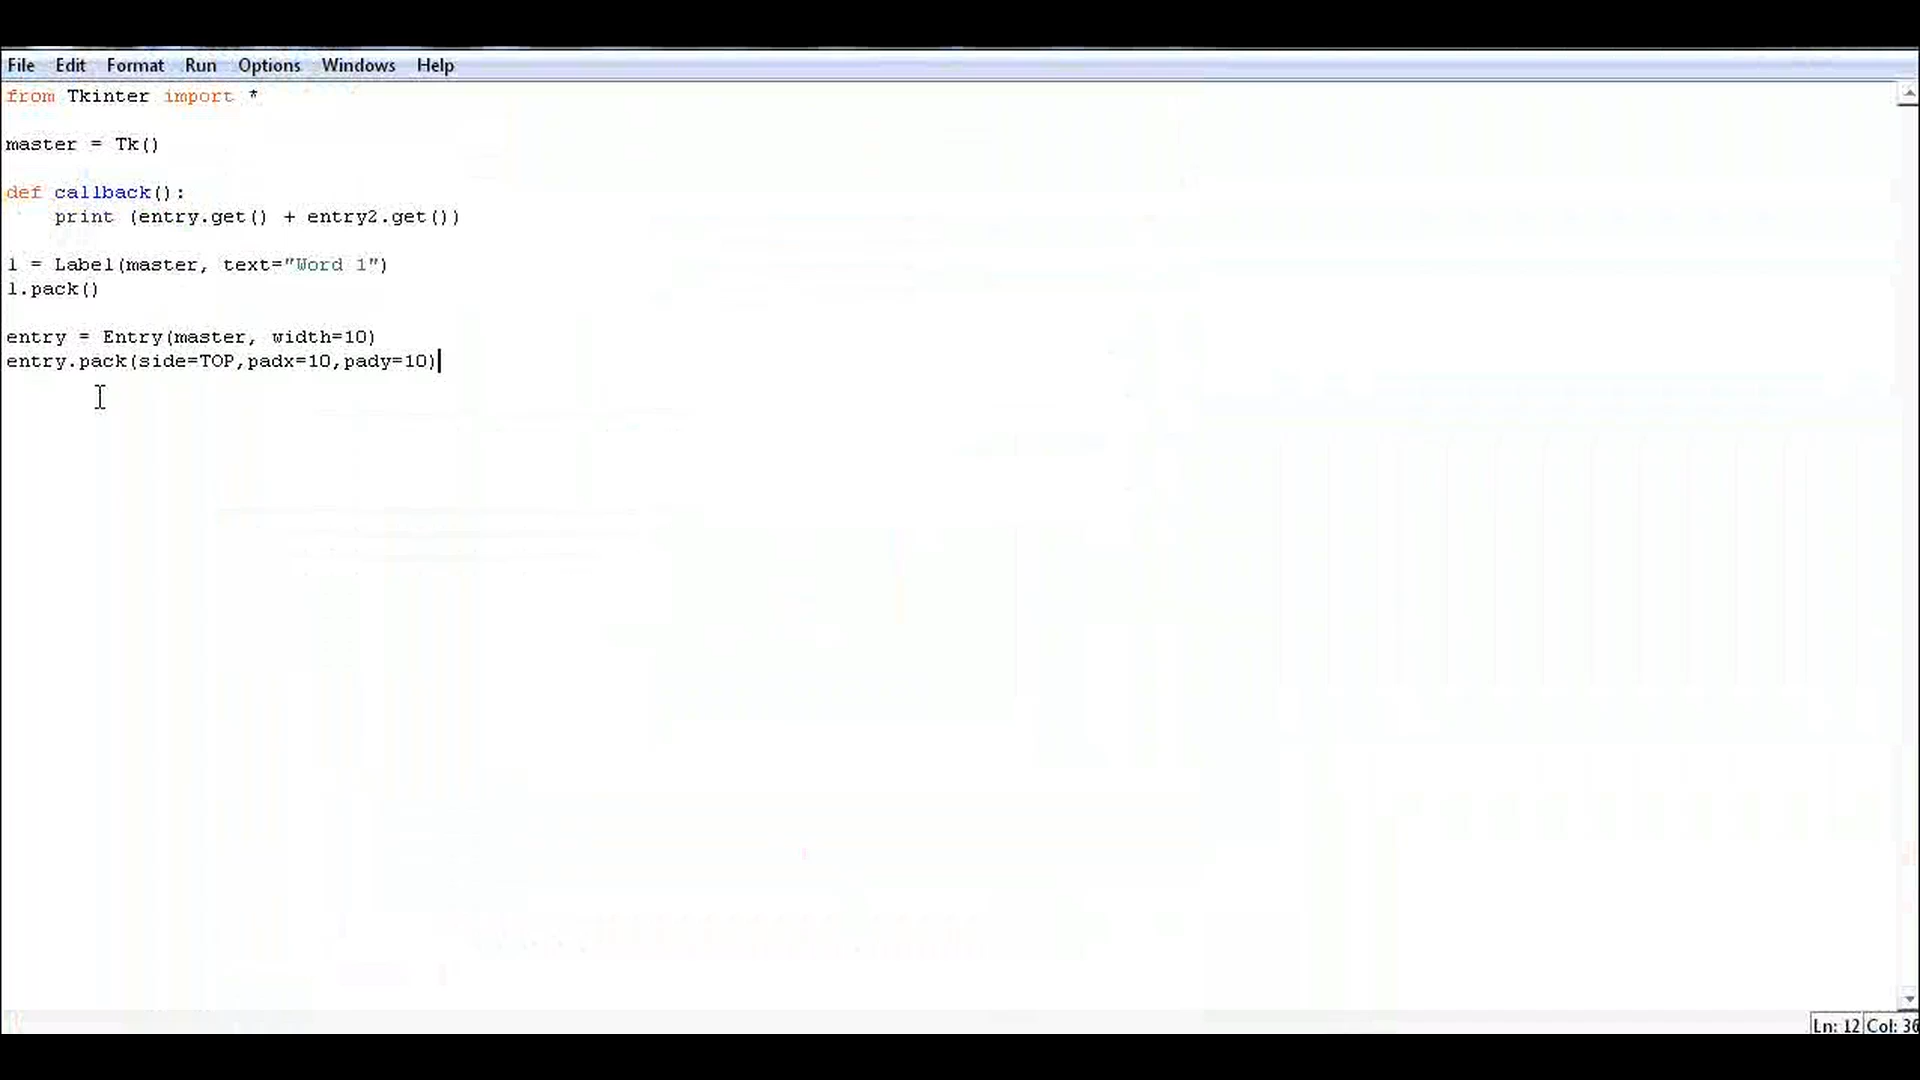 File Edit Format Run Options Windows Help
from Tkinter import *
master = Tk()
def callback():
    print (entry.get() + entry2.get())
l = Label(master, text="Word 1")
l.pack()
entry = Entry(master, width=10)
entry.pack(side=TOP,padx=10,pady=10)
Ln: 12 Col: 36